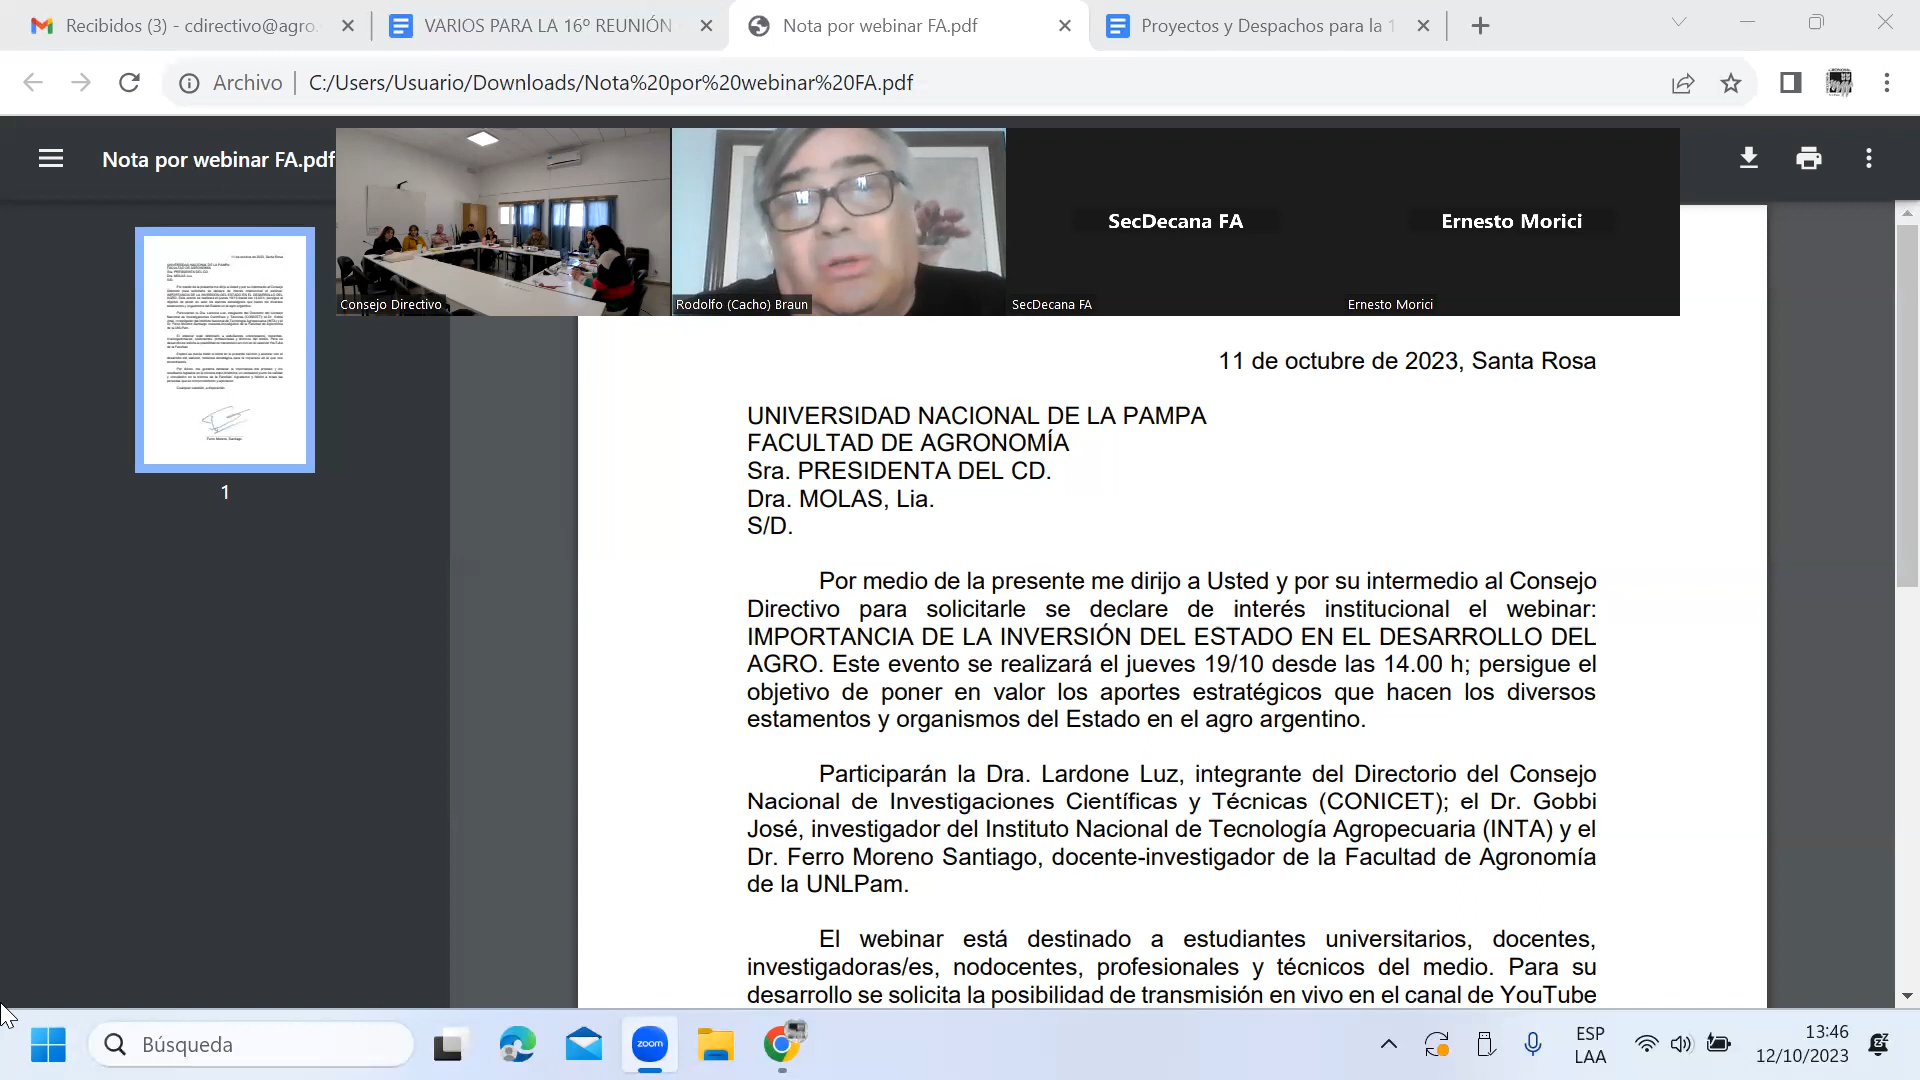 Recibidos (3) - cdirectivo@agro.
VARIOS PARA LA 16º REUNIÓN
Nota por webinar FA.pdf
Proyectos y Despachos para la 1
Archivo
C:/Users/Usuario/Downloads/Nota%20por%20webinar%20FA.pdf
Nota por webinar FA.pdf
SecDecana FA
Ernesto Morici
Consejo Directivo
Rodolfo (Cacho) Braun
SecDecana FA
Ernesto Morici
1
11 de octubre de 2023, Santa Rosa
UNIVERSIDAD NACIONAL DE LA PAMPA
FACULTAD DE AGRONOMÍA
Sra. PRESIDENTA DEL CD.
Dra. MOLAS, Lia.
S/D.
Por medio de la presente me dirijo a Usted y por su intermedio al Consejo
Directivo para solicitarle se declare de interés institucional el webinar:
IMPORTANCIA DE LA INVERSIÓN DEL ESTADO EN EL DESARROLLO DEL
AGRO. Este evento se realizará el jueves 19/10 desde las 14.00 h; persigue el
objetivo de poner en valor los aportes estratégicos que hacen los diversos
estamentos y organismos del Estado en el agro argentino.
Participarán la Dra. Lardone Luz, integrante del Directorio del Consejo
Nacional de Investigaciones Científicas y Técnicas (CONICET); el Dr. Gobbi
José, investigador del Instituto Nacional de Tecnología Agropecuaria (INTA) y el
Dr. Ferro Moreno Santiago, docente-investigador de la Facultad de Agronomía
de la UNLPam.
El webinar está destinado a estudiantes universitarios, docentes,
investigadoras/es, nodocentes, profesionales y técnicos del medio. Para su
desarrollo se solicita la posibilidad de transmisión en vivo en el canal de YouTube
Búsqueda
zoom
ESP
LAA
13:46
12/10/2023